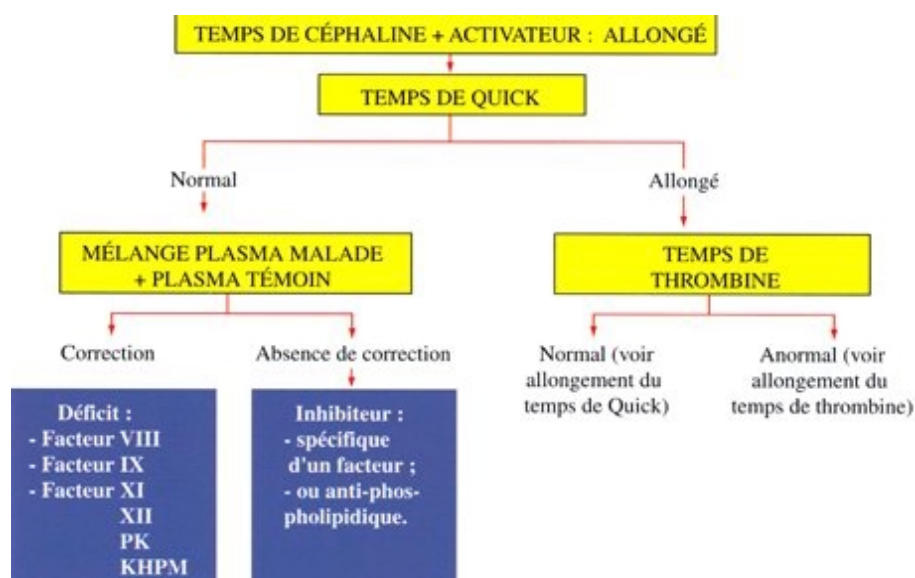 TEMPS DE CÉPHALINE + ACTIVATEUR : ALLONGÉ
TEMPS DE QUICK
Normal
Allongé
MÉLANGE PLASMA MALADE
+ PLASMA TÉMOIN
TEMPS DE
THROMBINE
Correction
Absence de correction
Normal (voir
allongement du
temps de Quick)
Anormal (voir
allongement du
temps de thrombine)
Déficit :
- Facteur VIII
- Facteur IX
- Facteur XI
XII
PK
KHPM
Inhibiteur :
- spécifique
d'un facteur ;
- ou anti-phos-
pholipidique.